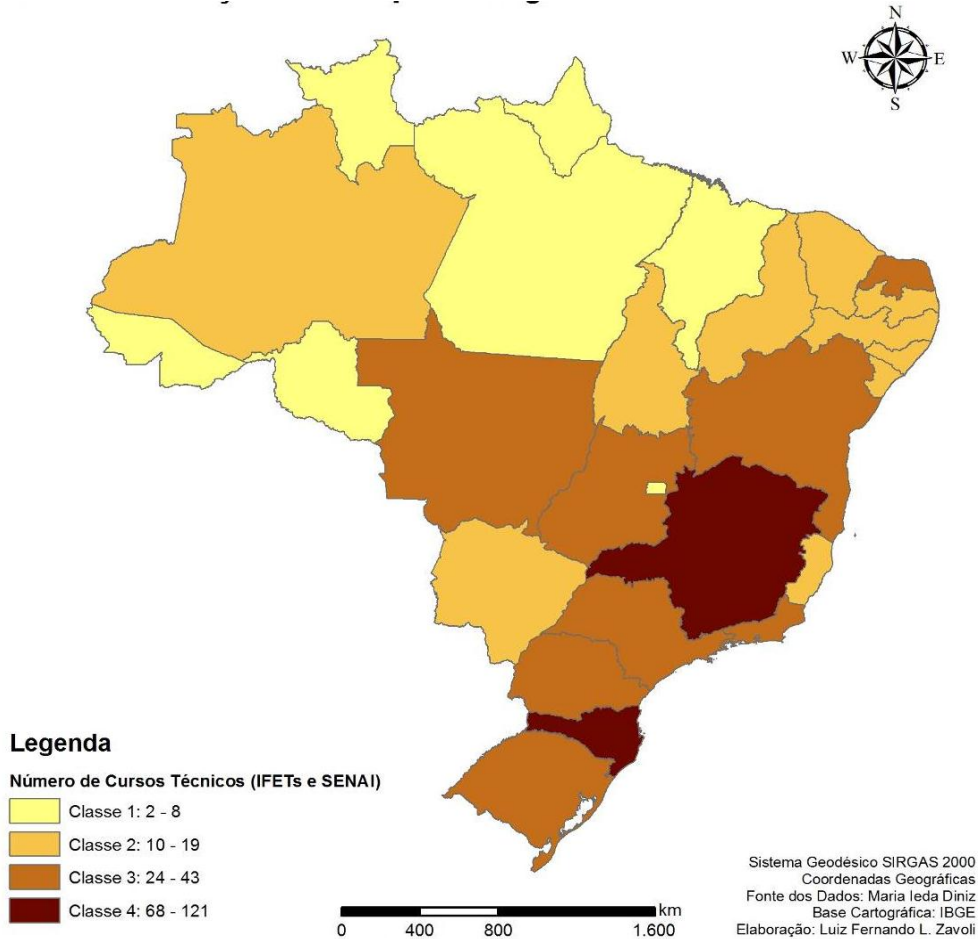 N
W E
S
Legenda
Número de Cursos Técnicos (IFETs e SENAI)
Classe 1: 2 - 8
Classe 2: 10 - 19
Classe 3: 24 - 43
Classe 4: 68 - 121
km
0 400 800 1.600
Sistema Geodésico SIRGAS 2000
Coordenadas Geográficas
Fonte dos Dados: Maria Ieda Diniz
Base Cartográfica: IBGE
Elaboração: Luiz Fernando L. Zavoli